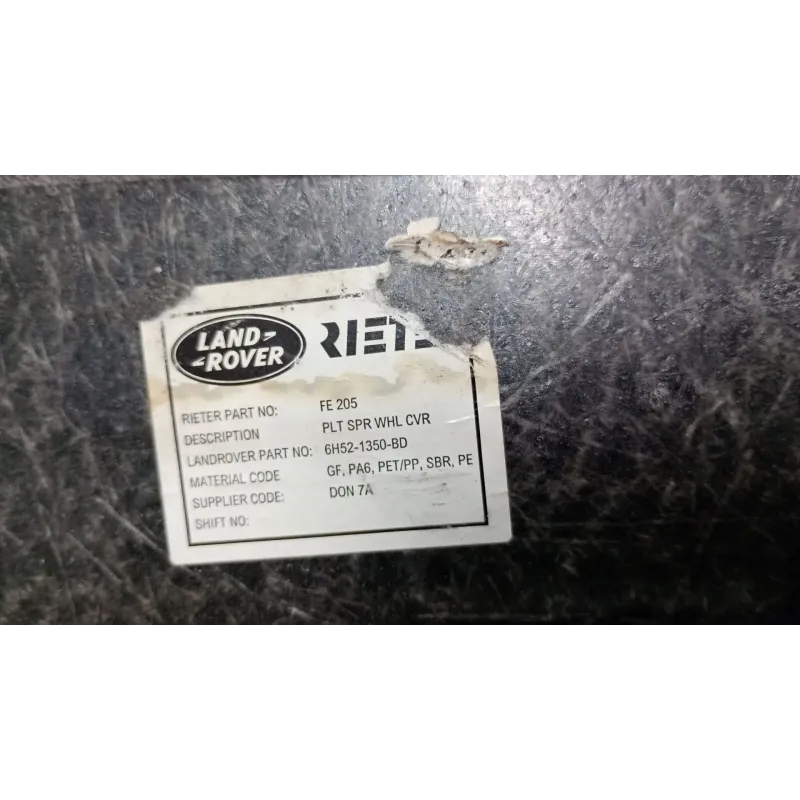 LAND-
-ROVER
RIETER PART NO: FE 205
DESCRIPTION PLT SPR WHL CVR
LANDROVER PART NO: 6H52-1350-BD
MATERIAL CODE GF, PA6, PET/PP, SBR, PE
SUPPLIER CODE: DON 7A
SHIFT NO: